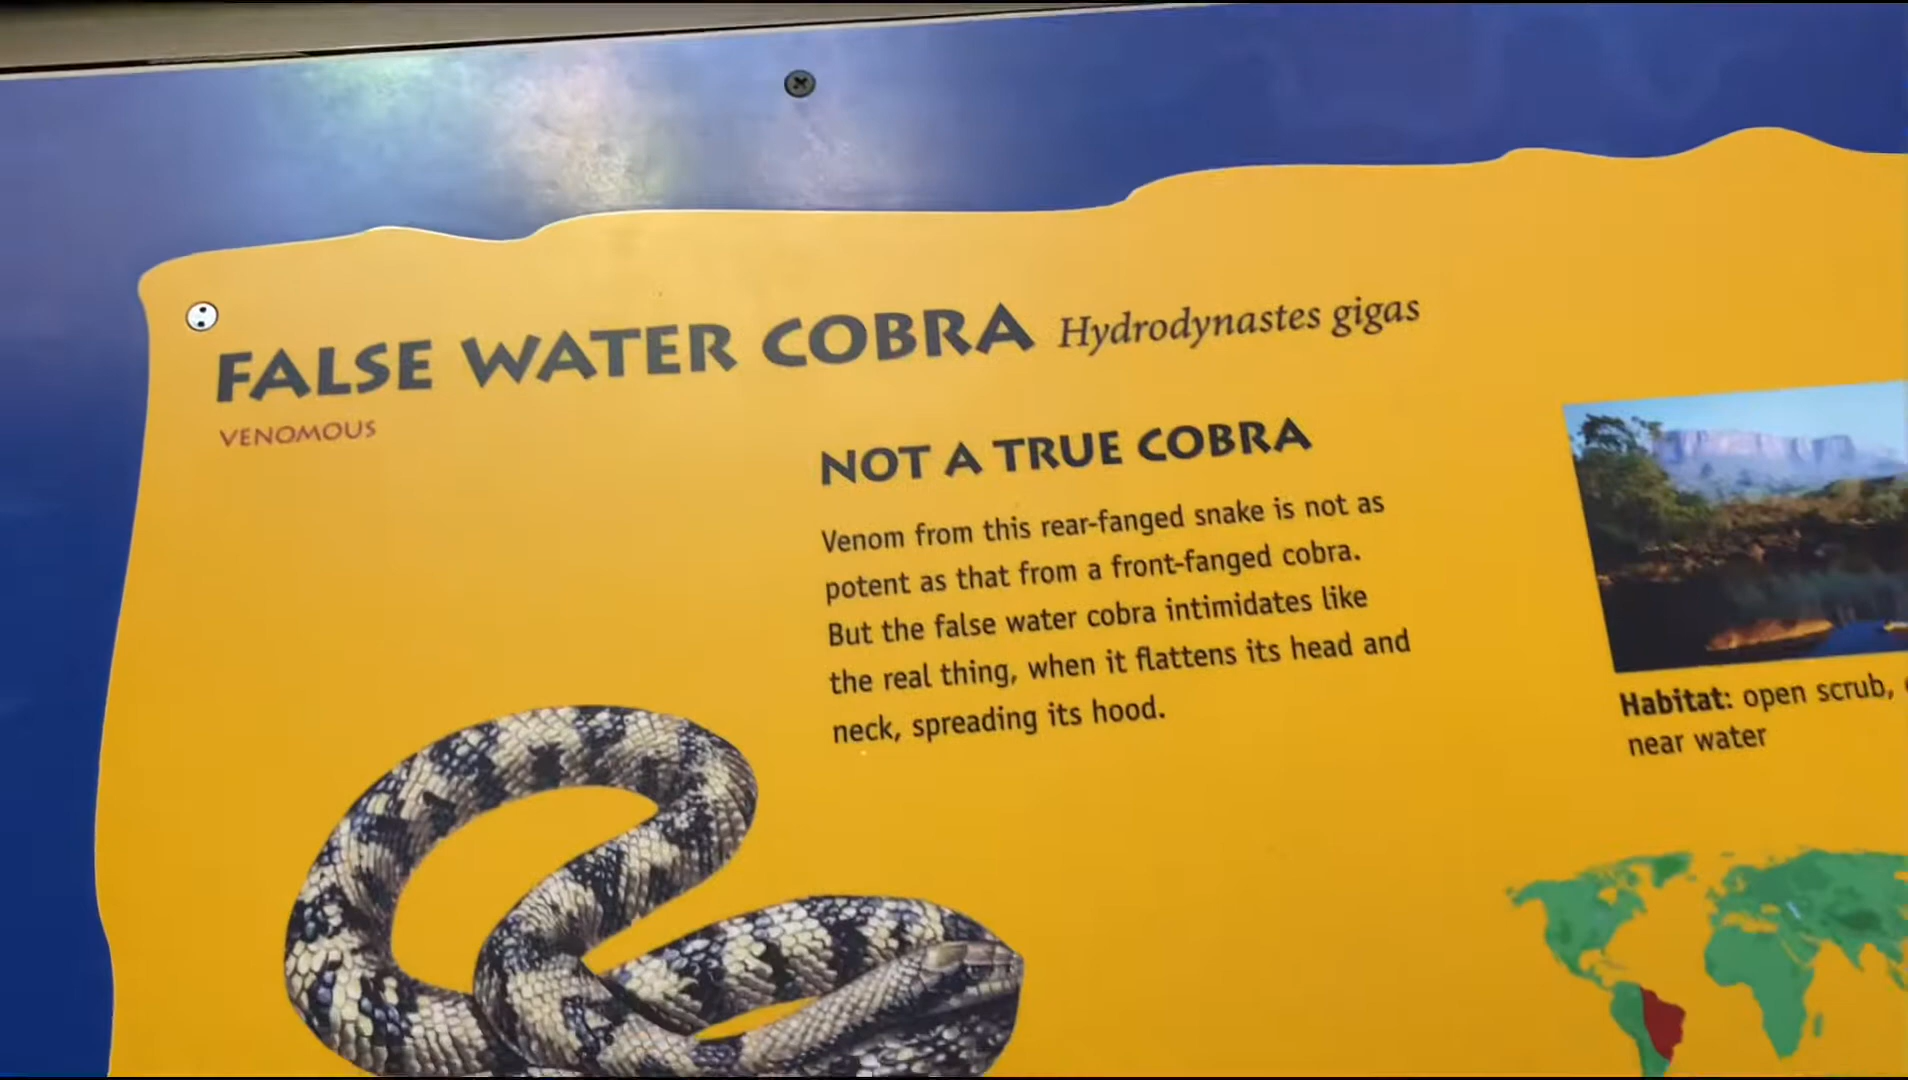 FALSE WATER COBRA Hydrodynastes gigas
VENOMOUS
NOT A TRUE COBRA
Venom from this rear-fanged snake is not as
potent as that from a front-fanged cobra.
But the false water cobra intimidates like
the real thing, when it flattens its head and
neck, spreading its hood.
Habitat: open scrub,
near water